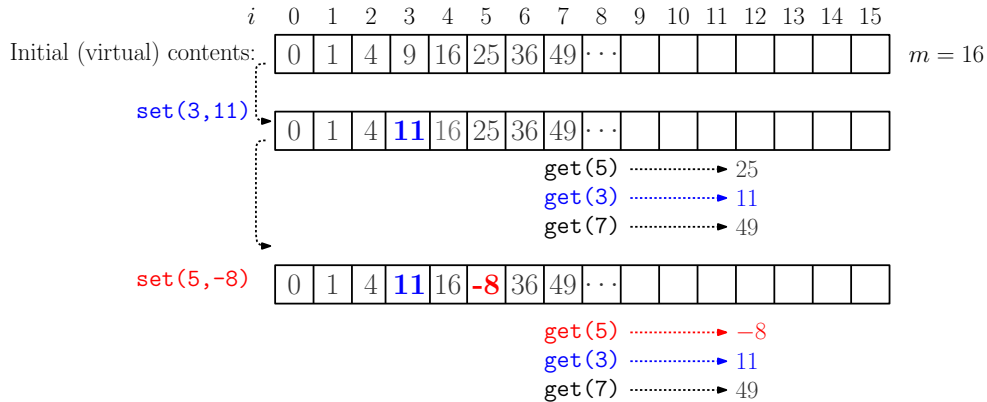 i 0 1 2 3 4 5 6 7 8 9 10 11 12 13 14 15
Initial (virtual) contents: 0 1 4 9 16 25 36 49 ··· m = 16
set(3,11)
0 1 4 11 16 25 36 49 ···
get(5) 25
get(3) 11
get(7) 49
set(5,-8) 0 1 4 11 16 -8 36 49 ···
get(5) −8
get(3) 11
get(7) 49